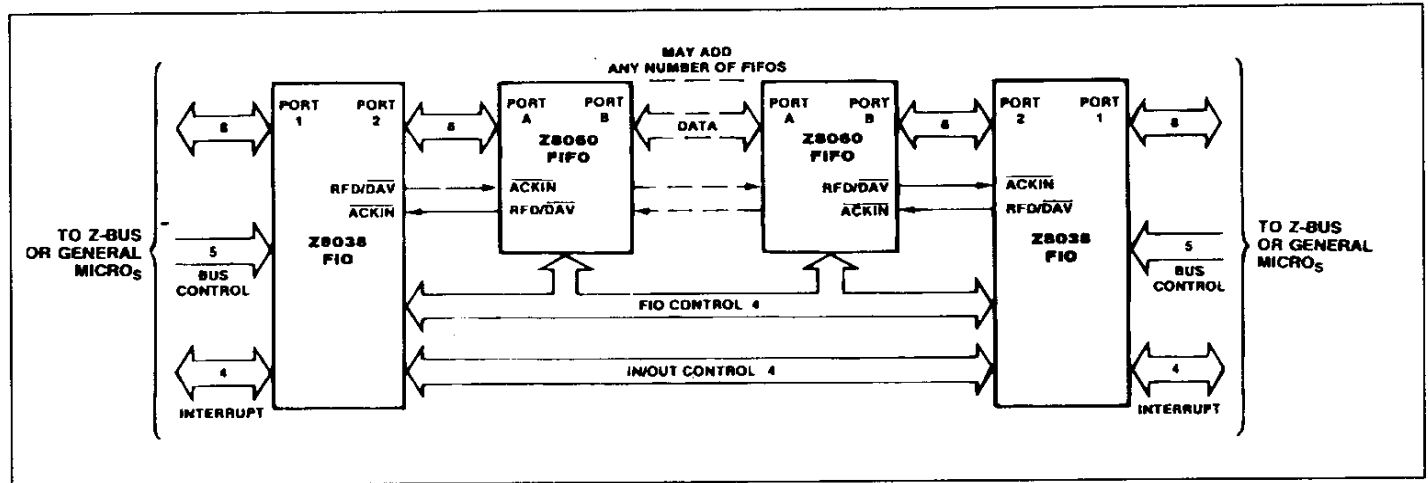 MAY ADD
ANY NUMBER OF FIFOS
PORT
1
PORT
2
PORT
A
PORT
B
PORT
A
PORT
B
PORT
2
PORT
1
8
8
DATA
8
8
Z8060
FIFO
Z8060
FIFO
RFD/DAV
ACKIN
RFD/DAV
ACKIN
ACKIN
RFD/DAV
ACKIN
RFD/DAV
TO Z-BUS
OR GENERAL
MICROS
5
BUS
CONTROL
Z8038
FIO
Z8038
FIO
5
BUS
CONTROL
TO Z-BUS
OR GENERAL
MICROS
FIO CONTROL 4
IN/OUT CONTROL 4
4
INTERRUPT
4
INTERRUPT